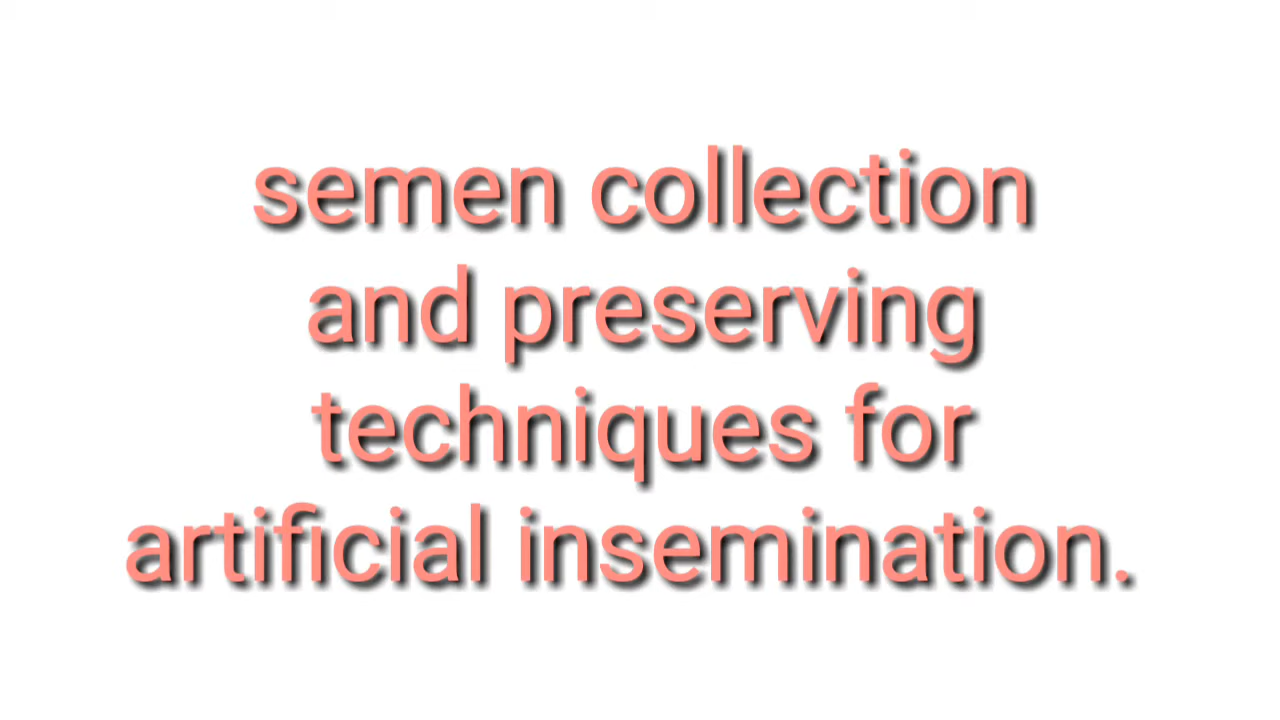 semen collection
and preserving
techniques for
artificial insemination.